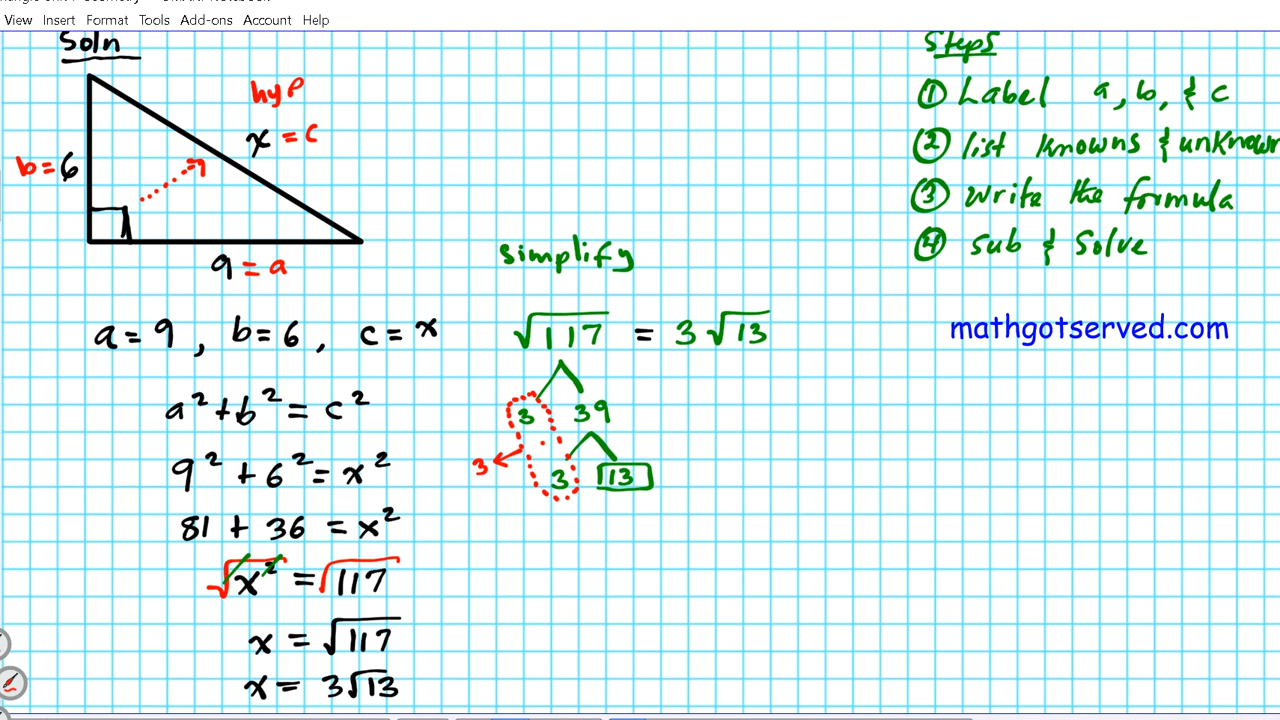 View Insert Format Tools Add-ons Account Help
Soln
hyp
x = c
b = 6
9 = a
a = 9 , b = 6 , c = x
a² + b² = c²
9² + 6² = x²
81 + 36 = x²
√x² = √117
x = √117
x = 3√13
simplify
√117 = 3√13
3 39
3 3 13
Steps
① Label a, b, & c
② list knowns & unknown
③ Write the formula
④ Sub & Solve
mathgotserved.com